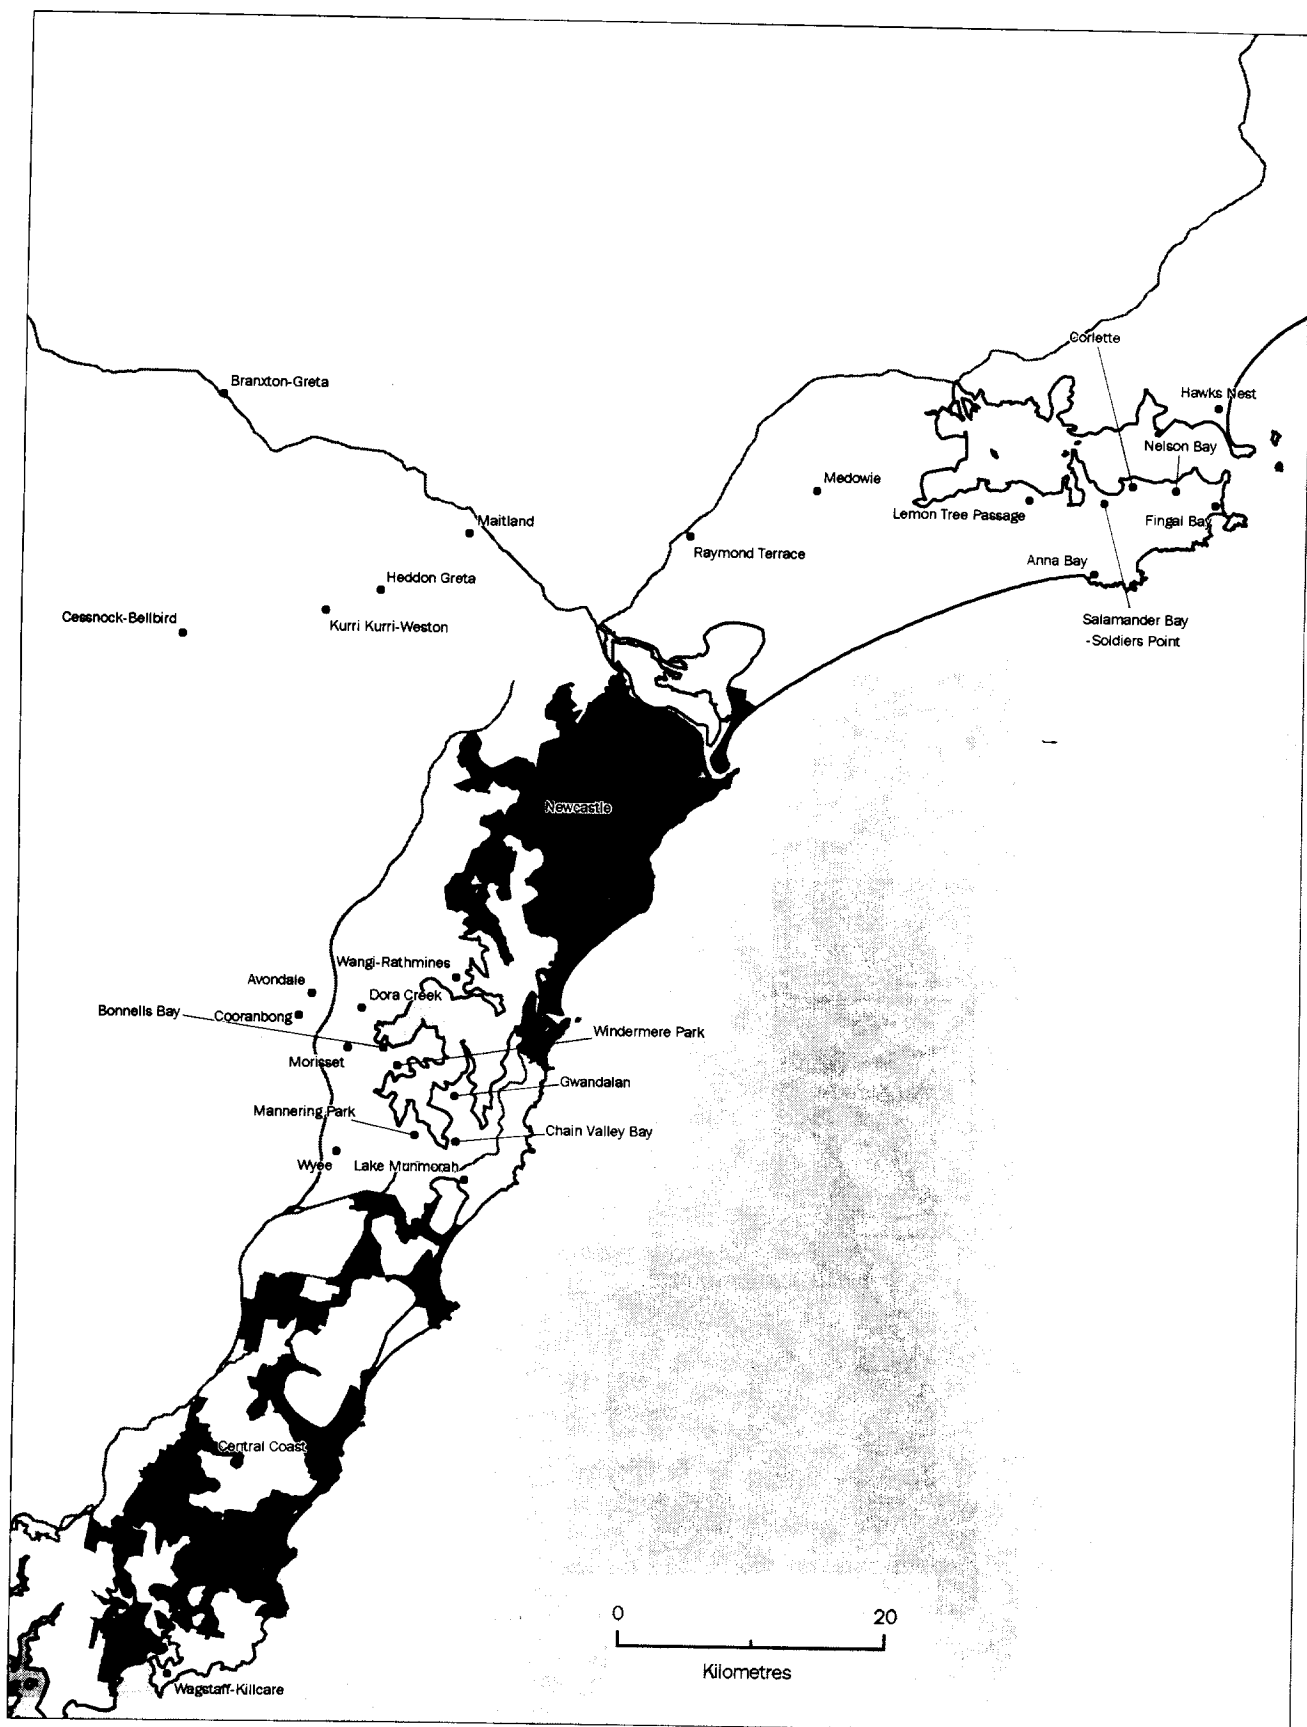 Corlette
Branxton-Greta
Hawks Nest
Nelson Bay
Medowie
Lemon Tree Passage
Fingal Bay
Maitland
Raymond Terrace
Anna Bay
Heddon Greta
Cessnock-Bellbird
Kurri Kurri-Weston
Salamander Bay
-Soldiers Point
Newcastle
Wangi-Rathmines
Avondale
Dora Creek
Bonnells Bay
Cooranbong
Windermere Park
Morisset
Gwandalan
Mannering Park
Chain Valley Bay
Wyee
Lake Munmorah
Central Coast
0
20
Kilometres
Wagstaff-Killcare